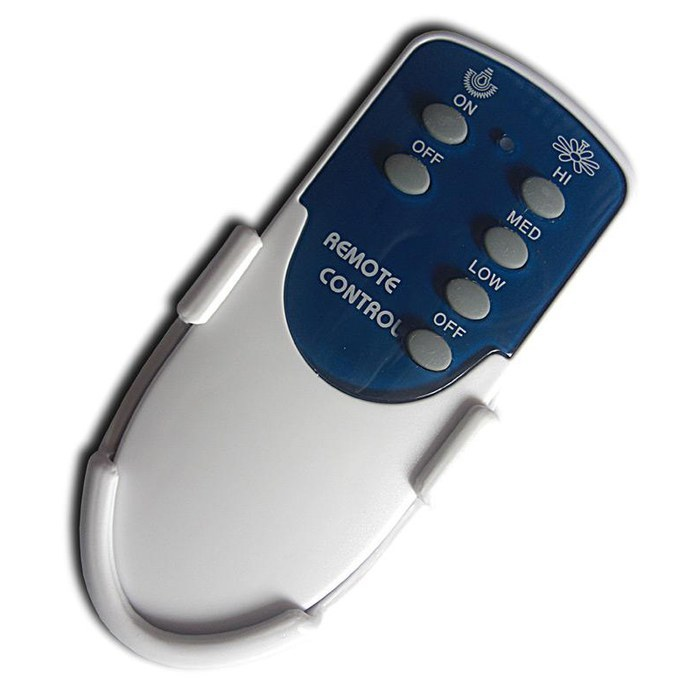 ON
OFF
HI
MED
LOW
OFF
REMOTE
CONTROL